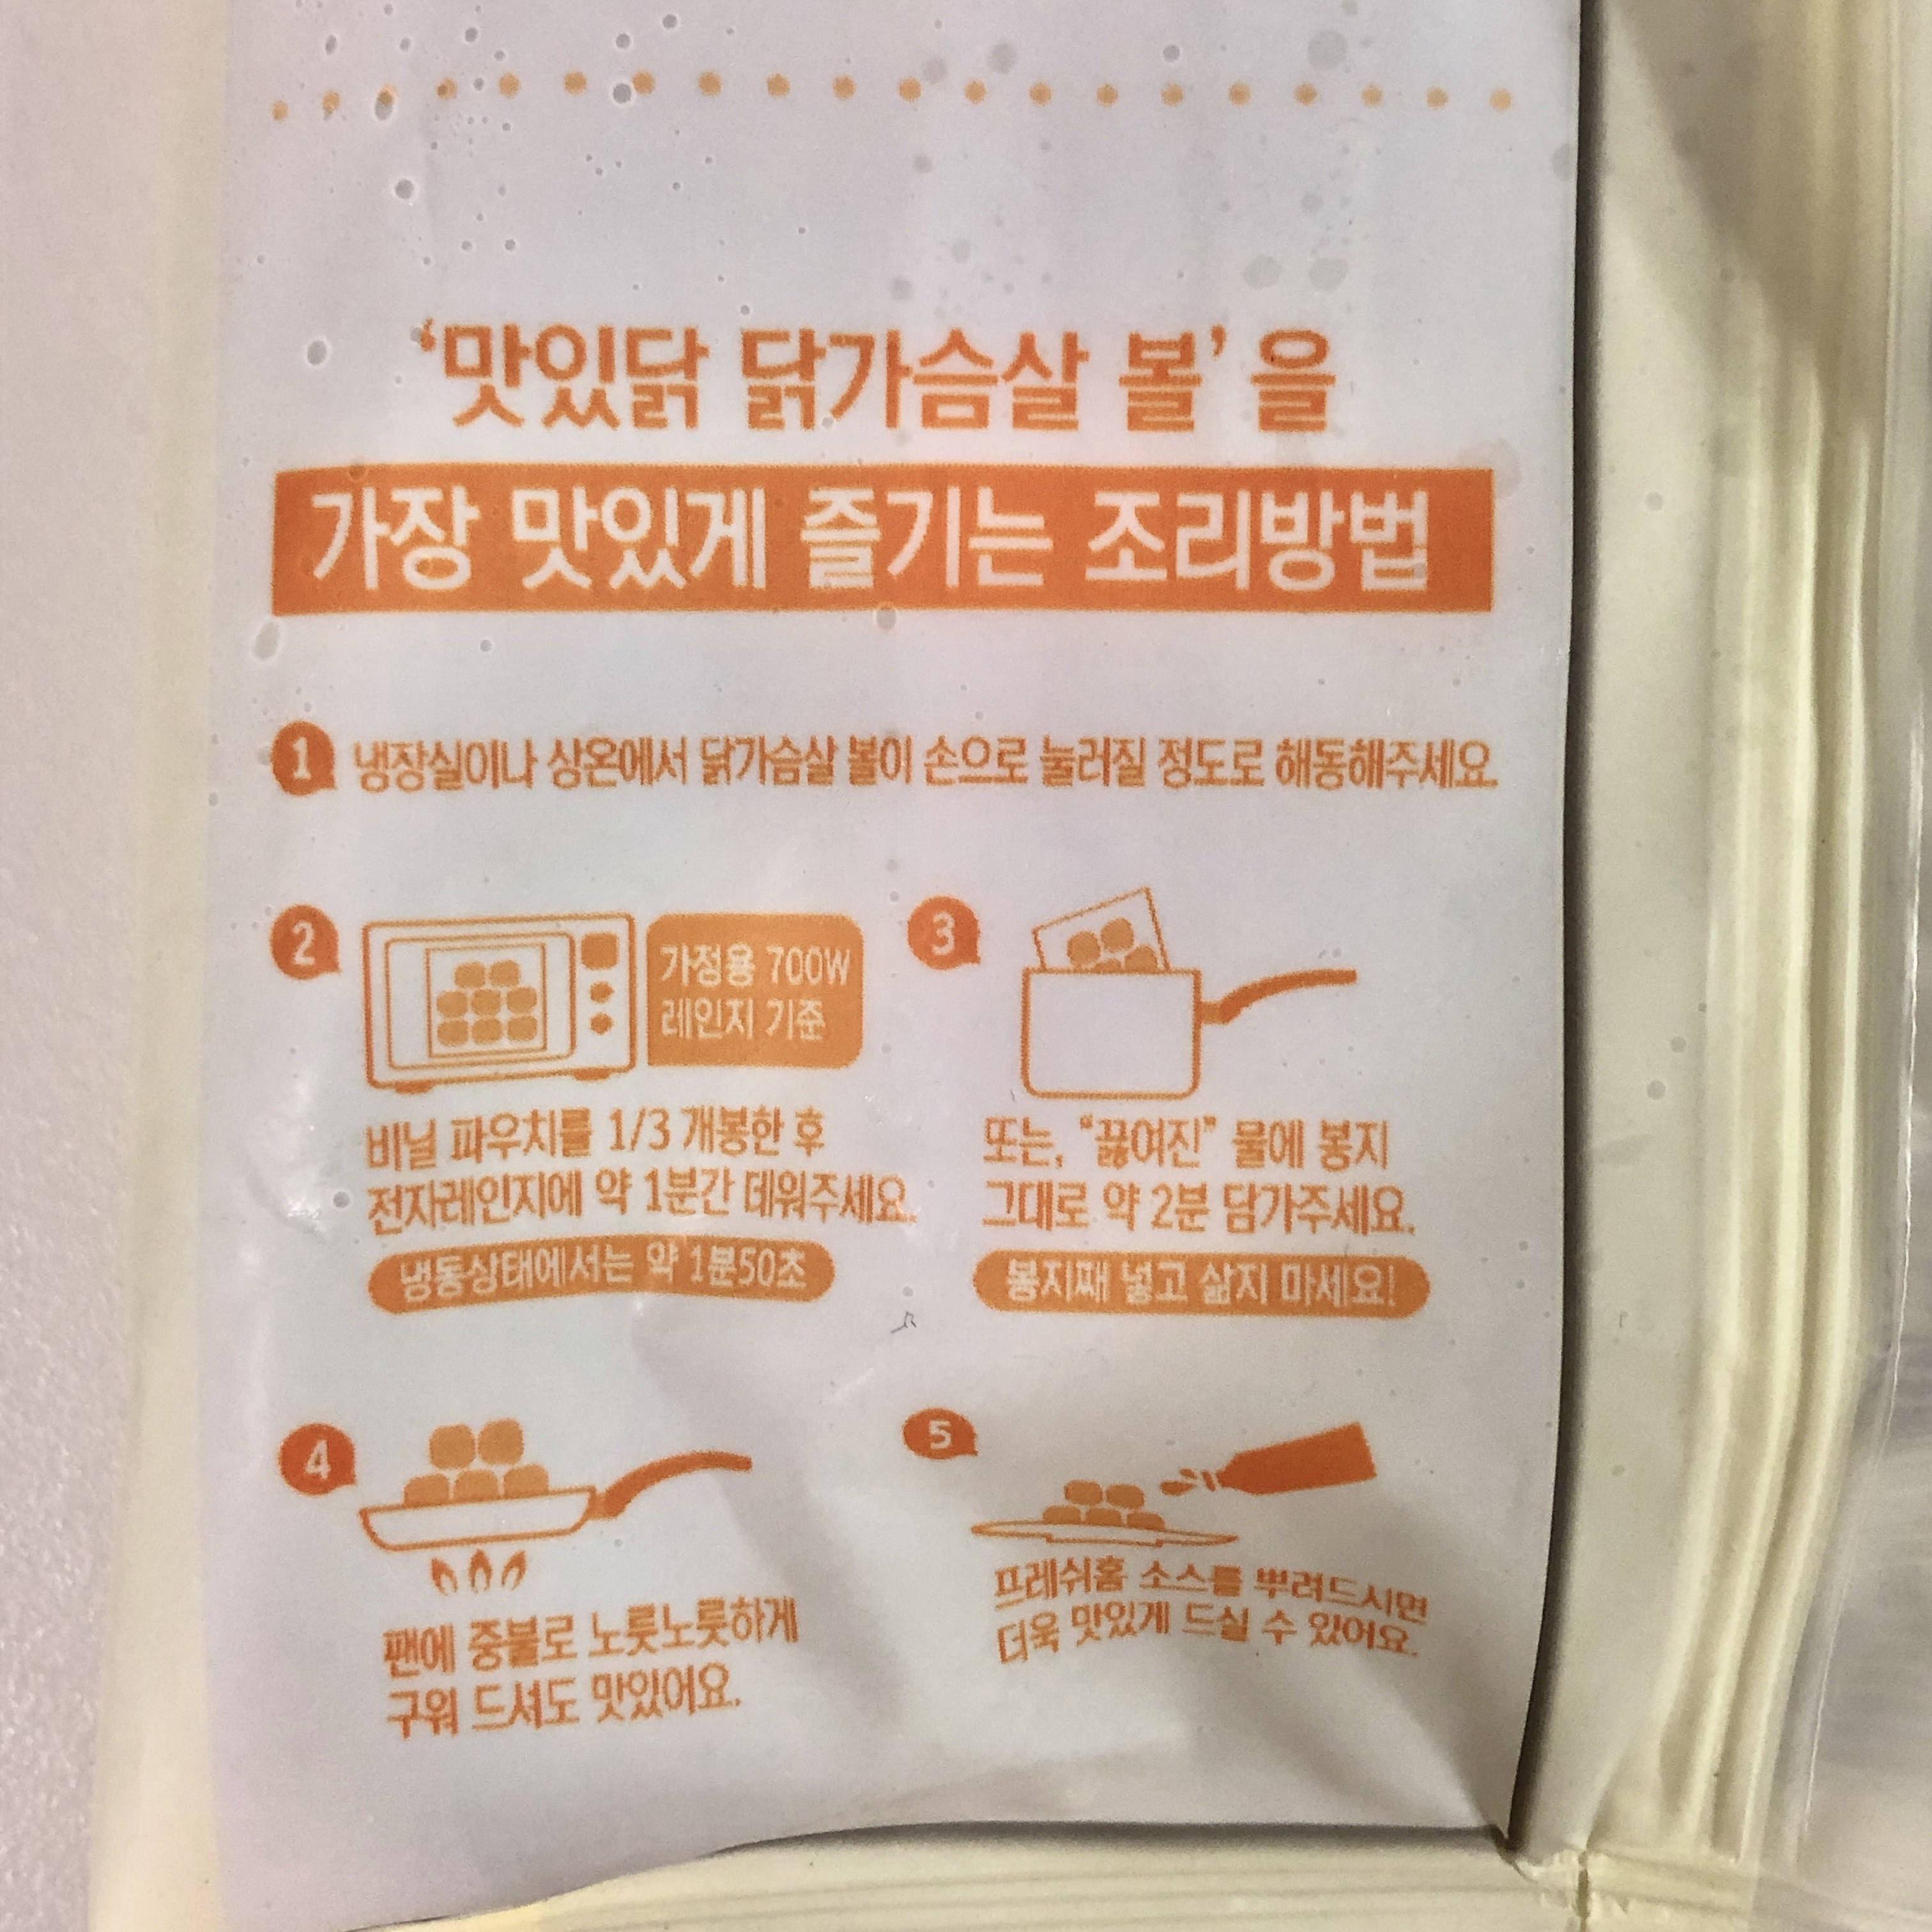 ‘맛있닭 닭가슴살 볼’ 을
가장 맛있게 즐기는 조리방법
1 냉장실이나 상온에서 닭가슴살 볼이 손으로 눌러질 정도로 해동해주세요.
2
가정용 700W
레인지 기준
비닐 파우치를 1/3 개봉한 후
전자레인지에 약 1분간 데워주세요.
냉동상태에서는 약 1분50초
3
또는, “끓여진” 물에 봉지
그대로 약 2분 담가주세요.
봉지째 넣고 삶지 마세요!
4
팬에 중불로 노릇노릇하게
구워 드셔도 맛있어요.
5
프레쉬홈 소스를 뿌려드시면
더욱 맛있게 드실 수 있어요.